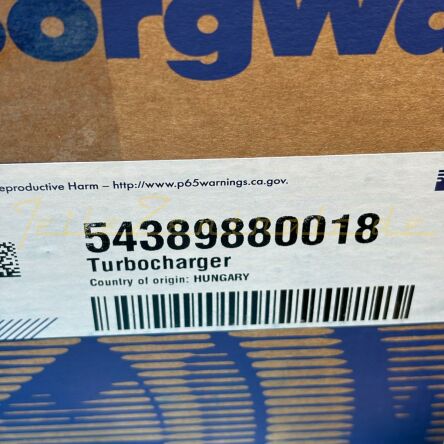 orgWa
eproductive Harm – http://www.p65warnings.ca.gov.
54389880018
Turbocharger
Country of origin: HUNGARY